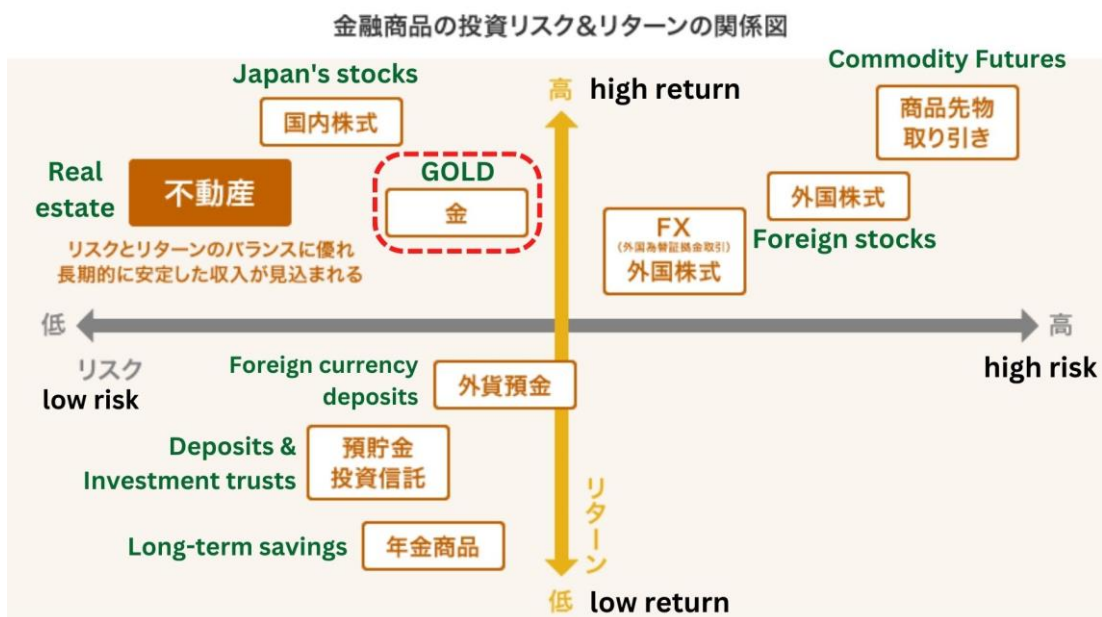 金融商品の投資リスク&リターンの関係図
Japan's stocks
国内株式
高
high return
Commodity Futures
商品先物
取り引き
Real
estate
不動産
GOLD
金
リスクとリターンのバランスに優れ
長期的に安定した収入が見込まれる
外国株式
Foreign stocks
FX
(外国為替証拠金取引)
外国株式
低
高
リスク
low risk
high risk
Foreign currency
deposits
外貨預金
Deposits &
Investment trusts
預貯金
投資信託
リターン
Long-term savings
年金商品
低
low return